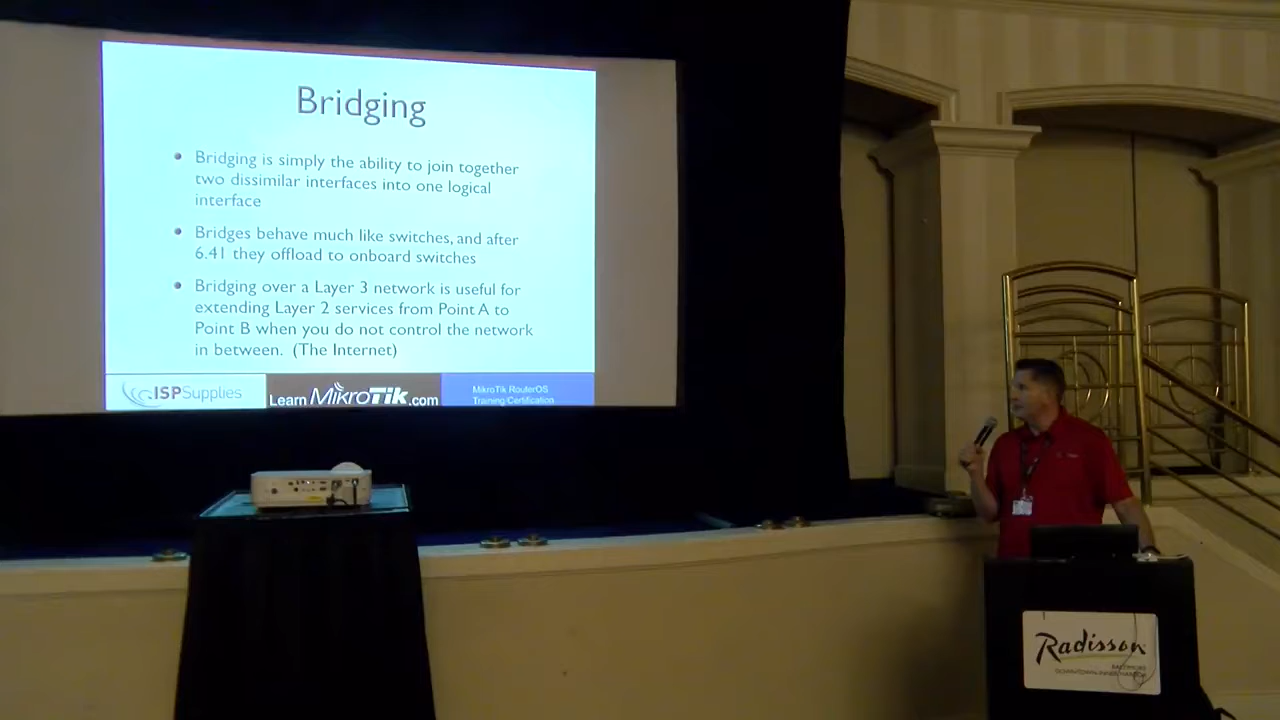 Bridging
• Bridging is simply the ability to join together
two dissimilar interfaces into one logical
interface
• Bridges behave much like switches, and after
6.41 they offload to onboard switches
• Bridging over a Layer 3 network is useful for
extending Layer 2 services from Point A to
Point B when you do not control the network
in between. (The Internet)
ISPSupplies
Learn MikroTik.com
MikroTik RouterOS
Training Certification
Radisson